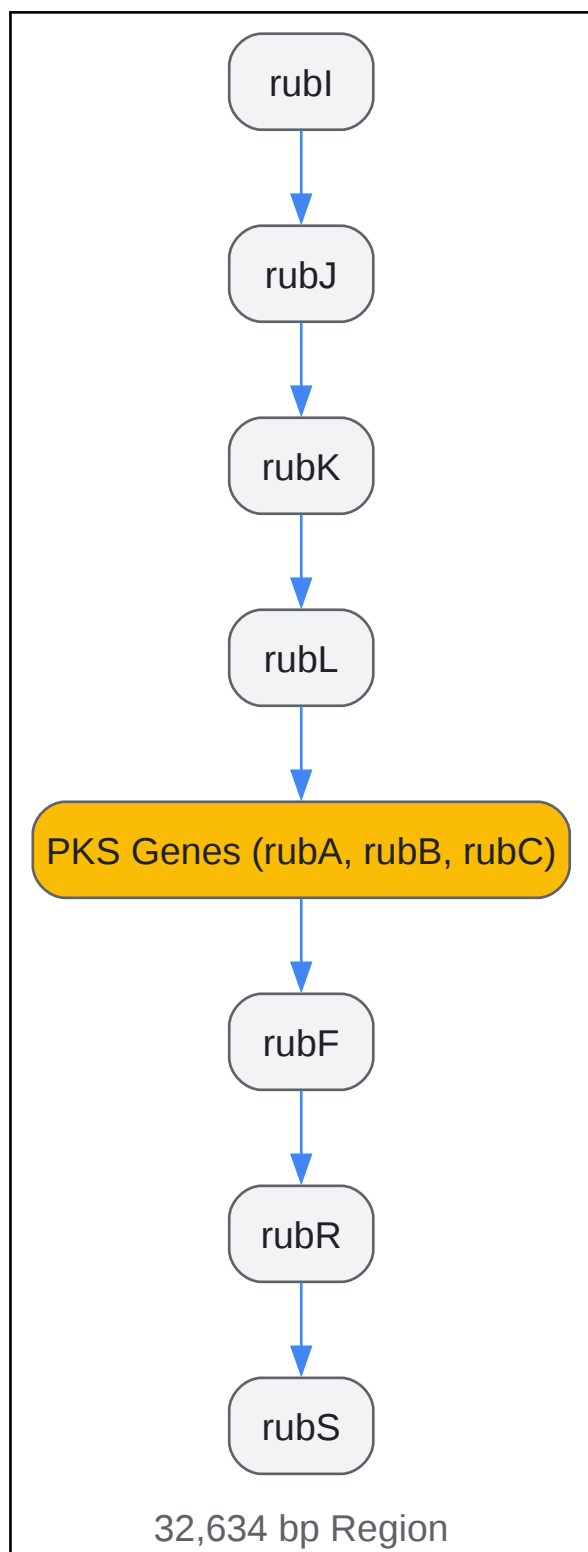 rubI
rubJ
rubK
rubL
PKS Genes (rubA, rubB, rubC)
rubF
rubR
rubS
32,634 bp Region